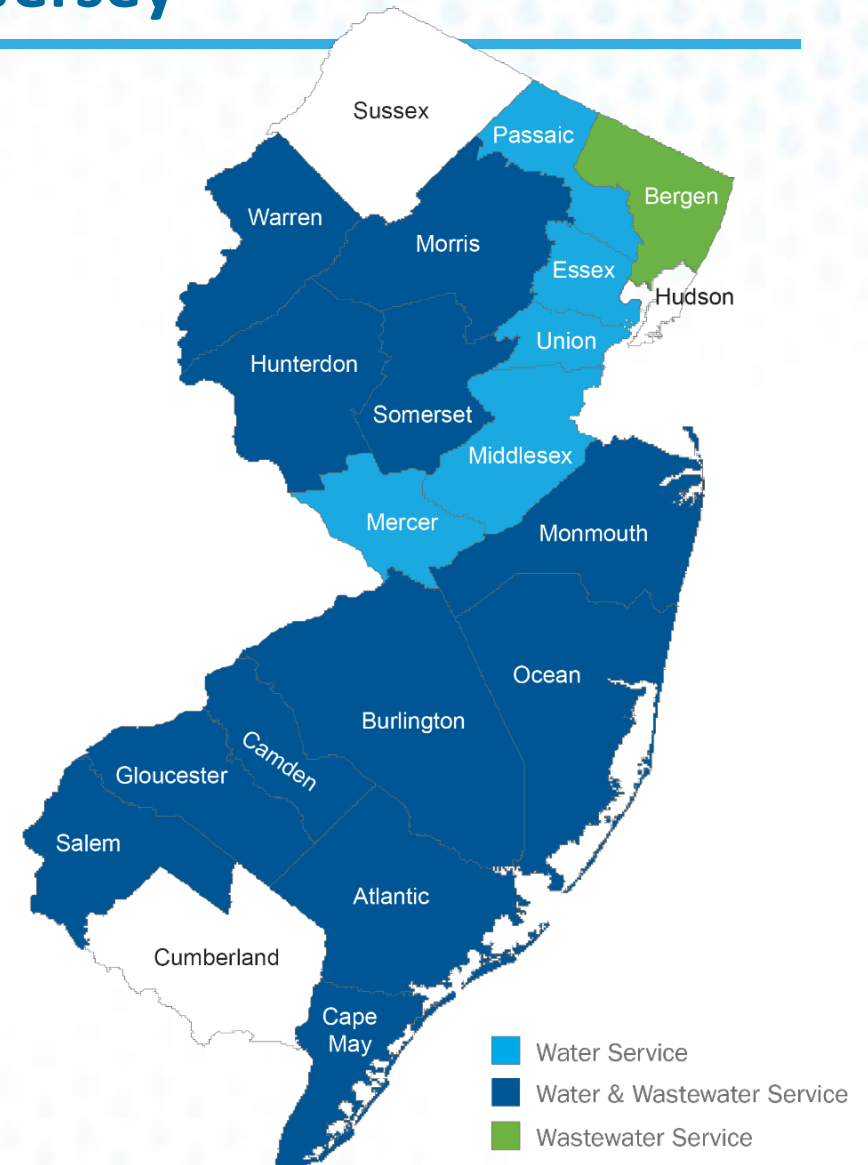 Sussex
Passaic
Bergen
Warren
Morris
Essex
Hudson
Union
Hunterdon
Somerset
Middlesex
Mercer
Monmouth
Ocean
Burlington
Camden
Gloucester
Salem
Atlantic
Cumberland
Cape
May
Water Service
Water & Wastewater Service
Wastewater Service